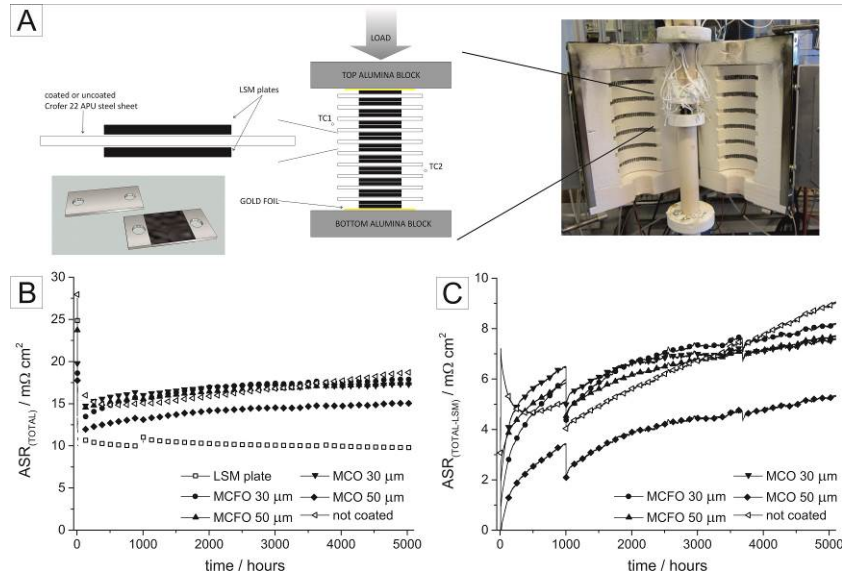 A
LOAD
TOP ALUMINA BLOCK
coated or uncoated
Crofer 22 APU steel sheet
LSM plates
TC1
TC2
GOLD FOIL
BOTTOM ALUMINA BLOCK
B
30
25
20
15
10
5
0
ASR(TOTAL) / mΩ cm²
LSM plate
MCFO 30 µm
MCFO 50 µm
MCO 30 µm
MCO 50 µm
not coated
0 1000 2000 3000 4000 5000
time / hours
C
10
8
6
4
2
0
ASR(TOTAL-LSM) / mΩ cm²
MCFO 30 µm
MCFO 50 µm
MCO 30 µm
MCO 50 µm
not coated
0 1000 2000 3000 4000 5000
time / hours